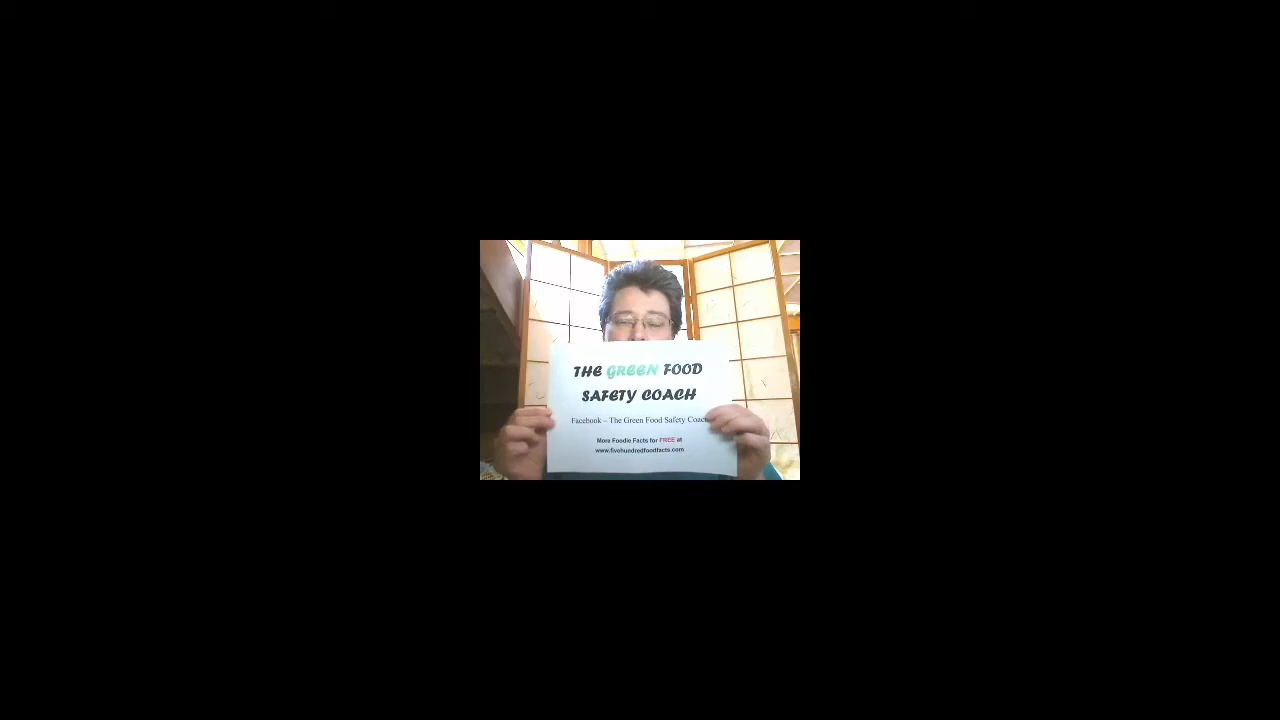 THE GREEN FOOD
SAFETY COACH
Facebook – The Green Food Safety Coach
More Foodie Facts for FREE at
www.fivehundredfoodfacts.com